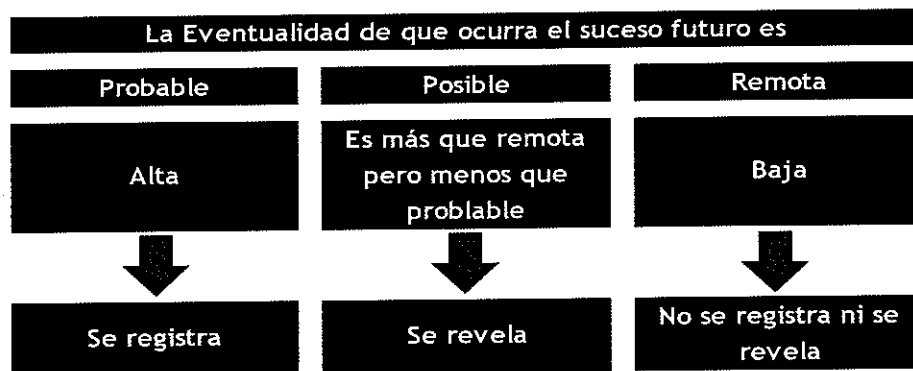 La Eventualidad de que ocurra el suceso futuro es
Probable
Posible
Remota
Alta
Es más que remota
pero menos que
problable
Baja
Se registra
Se revela
No se registra ni se
revela